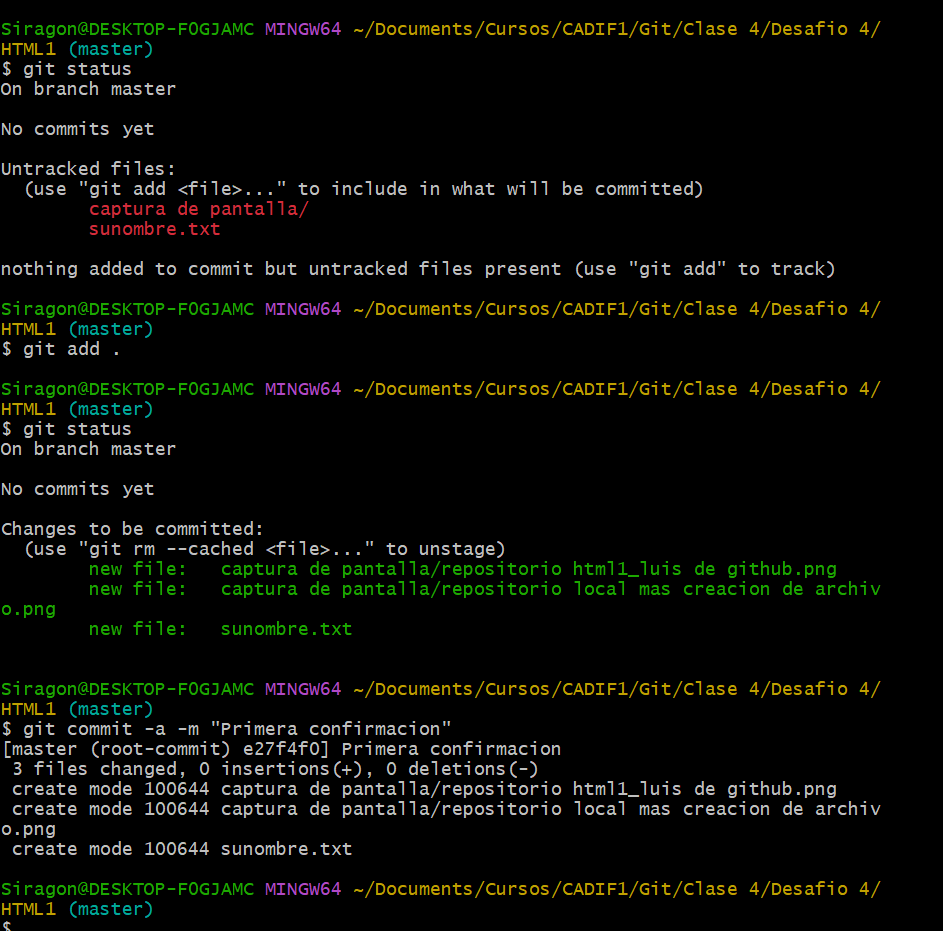 Siragon@DESKTOP-F0GJAMC MINGW64 ~/Documents/Cursos/CADIF1/Git/Clase 4/Desafio 4/
HTML1 (master)
$ git status
On branch master
No commits yet
Untracked files:
  (use "git add <file>..." to include in what will be committed)
        captura de pantalla/
        sunombre.txt
nothing added to commit but untracked files present (use "git add" to track)
Siragon@DESKTOP-F0GJAMC MINGW64 ~/Documents/Cursos/CADIF1/Git/Clase 4/Desafio 4/
HTML1 (master)
$ git add .
Siragon@DESKTOP-F0GJAMC MINGW64 ~/Documents/Cursos/CADIF1/Git/Clase 4/Desafio 4/
HTML1 (master)
$ git status
On branch master
No commits yet
Changes to be committed:
  (use "git rm --cached <file>..." to unstage)
        new file:   captura de pantalla/repositorio html1_luis de github.png
        new file:   captura de pantalla/repositorio local mas creacion de archiv
o.png
        new file:   sunombre.txt
Siragon@DESKTOP-F0GJAMC MINGW64 ~/Documents/Cursos/CADIF1/Git/Clase 4/Desafio 4/
HTML1 (master)
$ git commit -a -m "Primera confirmacion"
[master (root-commit) e27f4f0] Primera confirmacion
 3 files changed, 0 insertions(+), 0 deletions(-)
 create mode 100644 captura de pantalla/repositorio html1_luis de github.png
 create mode 100644 captura de pantalla/repositorio local mas creacion de archiv
o.png
 create mode 100644 sunombre.txt
Siragon@DESKTOP-F0GJAMC MINGW64 ~/Documents/Cursos/CADIF1/Git/Clase 4/Desafio 4/
HTML1 (master)
$